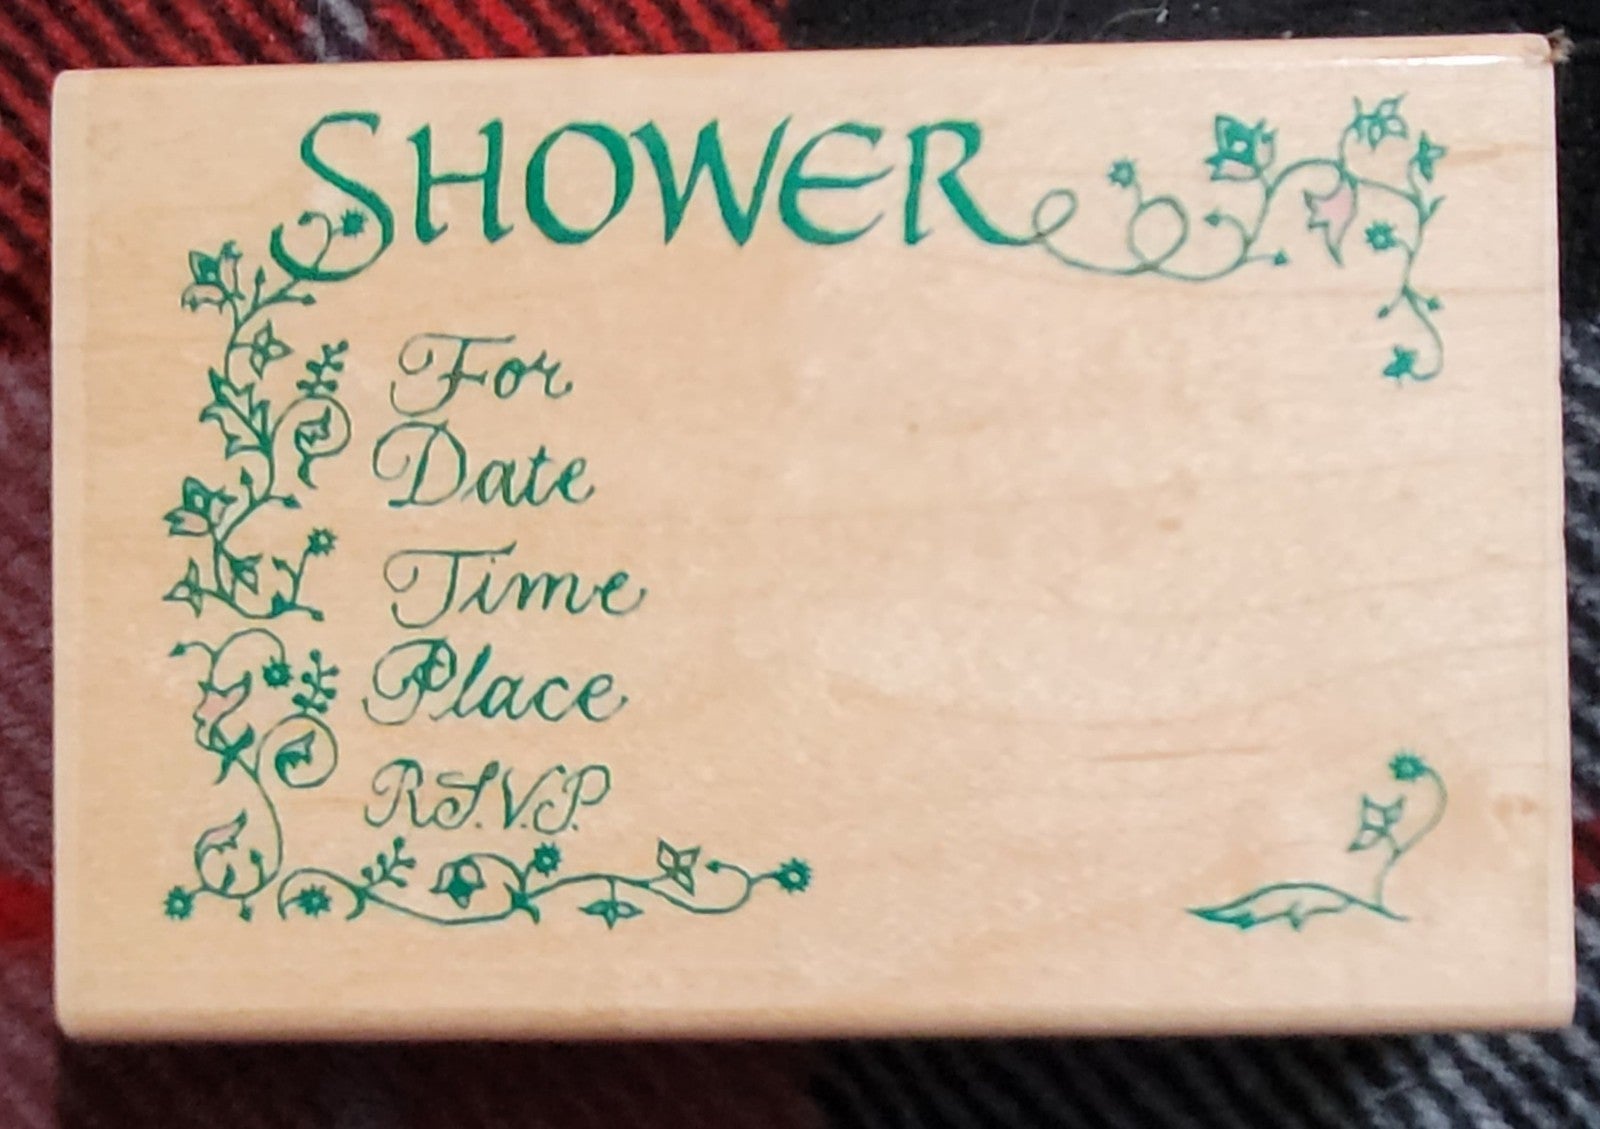 SHOWER
For
Date
Time
Place
R.S.V.P.